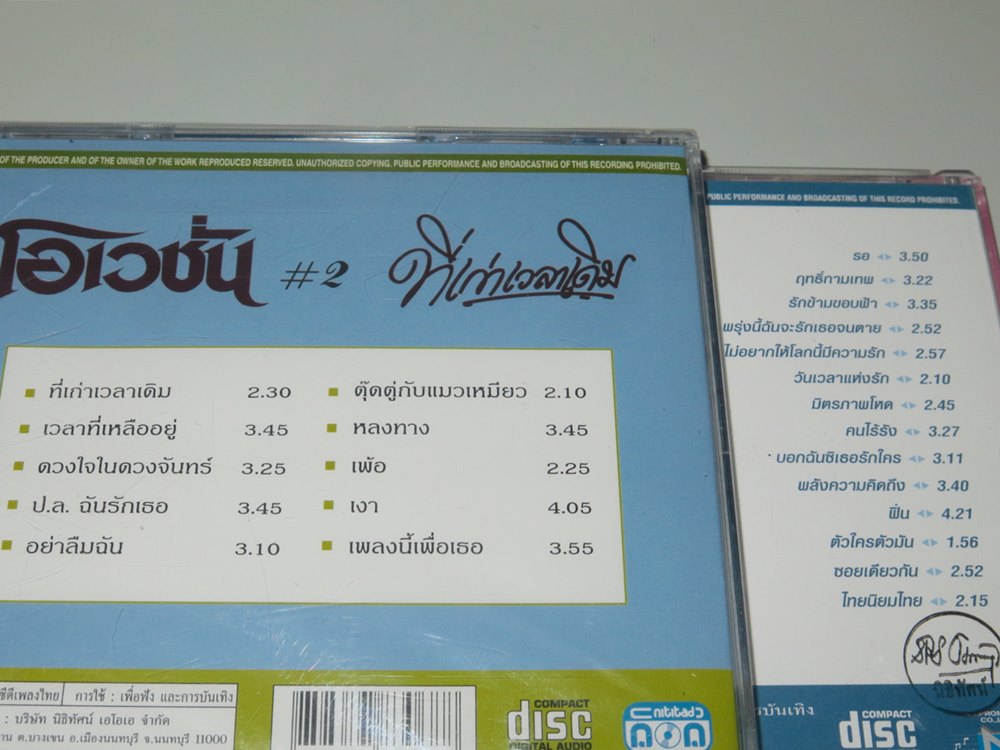 OF THE PRODUCER AND OF THE OWNER OF THE WORK REPRODUCED RESERVED. UNAUTHORIZED COPYING. PUBLIC PERFORMANCE AND BROADCASTING OF THIS RECORDING PROHIBITED.
โอเวชั่น #2 ที่เก่าเวลาเดิม
ที่เก่าเวลาเดิม 2.30
เวลาที่เหลืออยู่ 3.45
ดวงใจในดวงจันทร์ 3.25
ป.ล. ฉันรักเธอ 3.45
อย่าลืมฉัน 3.10
ตุ๊ดตู่กับแมวเหมียว 2.10
หลงทาง 3.45
เพ้อ 2.25
เงา 4.05
เพลงนี้เพื่อเธอ 3.55
ซีดีเพลงไทย การใช้ : เพื่อฟัง และการบันเทิง
: บริษัท นิธิทัศน์ เอโอเอ จำกัด
ต.บางเขน อ.เมืองนนทบุรี จ.นนทบุรี 11000
COMPACT
disc
DIGITAL AUDIO
nititad
AOA
PUBLIC PERFORMANCE AND BROADCASTING OF THIS RECORD PROHIBITED.
รอ 3.50
ฤทธิ์กามเทพ 3.22
รักข้ามขอบฟ้า 3.35
พรุ่งนี้ฉันจะรักเธอจนตาย 2.52
ไม่อยากให้โลกนี้มีความรัก 2.57
วันเวลาแห่งรัก 2.10
มิตรภาพโหด 2.45
คนไร้รัง 3.27
บอกฉันซิเธอรักใคร 3.11
พลังความคิดถึง 3.40
ฝิ่น 4.21
ตัวใครตัวมัน 1.56
ซอยเดียวกัน 2.52
ไทยนิยมไทย 2.15
นิธิทัศน์
รบันเทิง
COMPACT
disc